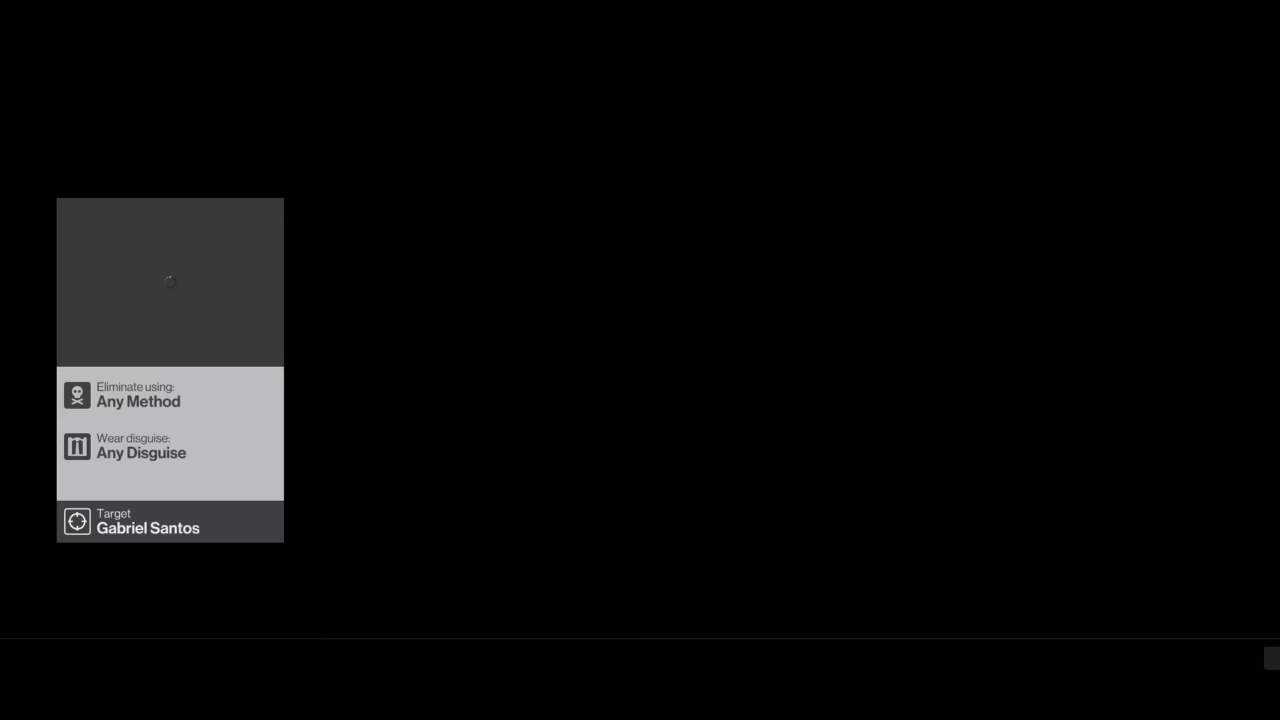 Eliminate using:
Any Method
Wear disguise:
Any Disguise
Target
Gabriel Santos